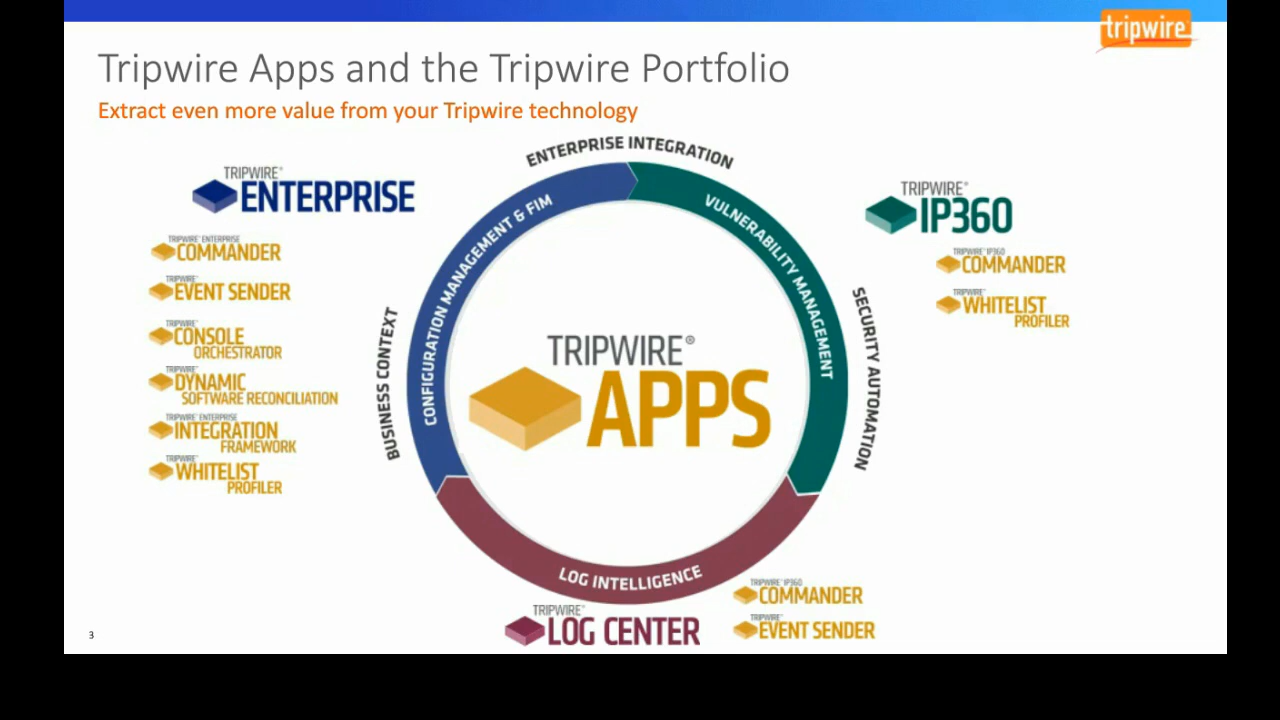 tripwire
Tripwire Apps and the Tripwire Portfolio
Extract even more value from your Tripwire technology
ENTERPRISE INTEGRATION
BUSINESS CONTEXT
SECURITY AUTOMATION
CONFIGURATION MANAGEMENT & FIM
VULNERABILITY MANAGEMENT
LOG INTELLIGENCE
TRIPWIRE®
APPS
TRIPWIRE®
ENTERPRISE
TRIPWIRE® ENTERPRISE
COMMANDER
TRIPWIRE®
EVENT SENDER
TRIPWIRE®
CONSOLE
ORCHESTRATOR
TRIPWIRE®
DYNAMIC
SOFTWARE RECONCILIATION
TRIPWIRE® ENTERPRISE
INTEGRATION
FRAMEWORK
TRIPWIRE®
WHITELIST
PROFILER
TRIPWIRE®
IP360
TRIPWIRE® IP360
COMMANDER
TRIPWIRE®
WHITELIST
PROFILER
TRIPWIRE®
LOG CENTER
TRIPWIRE® IP360
COMMANDER
TRIPWIRE®
EVENT SENDER
3